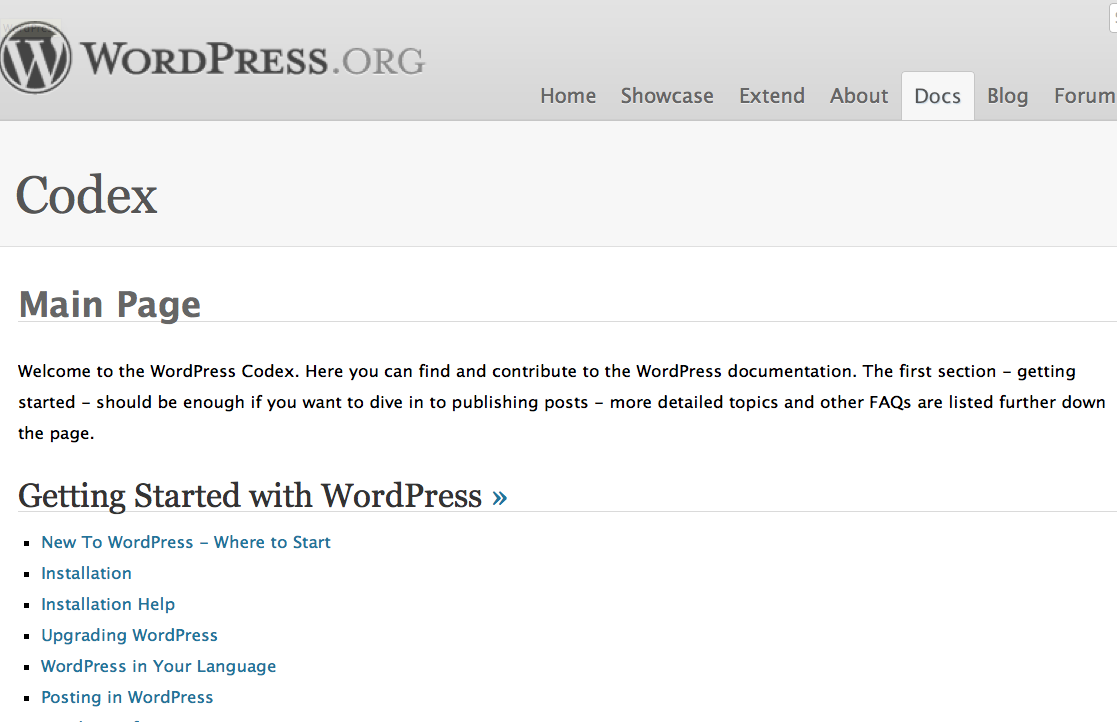 WORDPRESS.ORG
Home Showcase Extend About Docs Blog Forum
Codex
Main Page
Welcome to the WordPress Codex. Here you can find and contribute to the WordPress documentation. The first section – getting
started – should be enough if you want to dive in to publishing posts – more detailed topics and other FAQs are listed further down
the page.
Getting Started with WordPress »
New To WordPress – Where to Start
Installation
Installation Help
Upgrading WordPress
WordPress in Your Language
Posting in WordPress